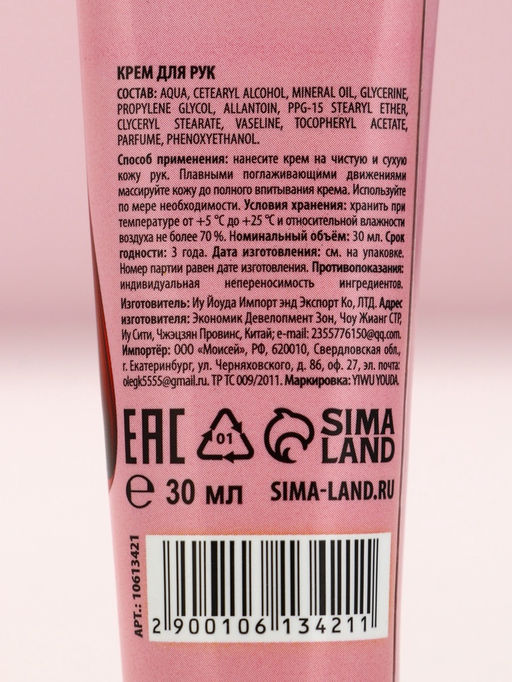 КРЕМ ДЛЯ РУК
СОСТАВ: AQUA, CETEARYL ALCOHOL, MINERAL OIL, GLYCERINE,
PROPYLENE GLYCOL, ALLANTOIN, PPG-15 STEARYL ETHER,
CLYCERYL STEARATE, VASELINE, TOCOPHERYL ACETATE,
PARFUME, PHENOXYETHANOL.
Способ применения: нанесите крем на чистую и сухую
кожу рук. Плавными поглаживающими движениями
массируйте кожу до полного впитывания крема. Используйте
по мере необходимости. Условия хранения: хранить при
температуре от +5 °C до +25 °C и относительной влажности
воздуха не более 70 %. Номинальный объём: 30 мл. Срок
годности: 3 года. Дата изготовления: см. на упаковке.
Номер партии равен дате изготовления. Противопоказания:
индивидуальная непереносимость ингредиентов.
Изготовитель: Иу Йоуда Импорт энд Экспорт Ко, ЛТД. Адрес
изготовителя: Экономик Девелопмент Зон, Чоу Жианг СТР,
Иу Сити, Чжэцзян Провинс, Китай; e-mail: 2355776150@qq.com.
Импортёр: ООО «Моисей», РФ, 620010, Свердловская обл.,
г. Екатеринбург, ул. Черняховского, д. 86, оф. 27, эл. почта:
olegk5555@gmail.ru. ТР ТС 009/2011. Маркировка: YIWU YOUDA.
EAC 01 SIMA
LAND
e 30 мл SIMA-LAND.RU
АРТ.: 10613421
2 900106 134211